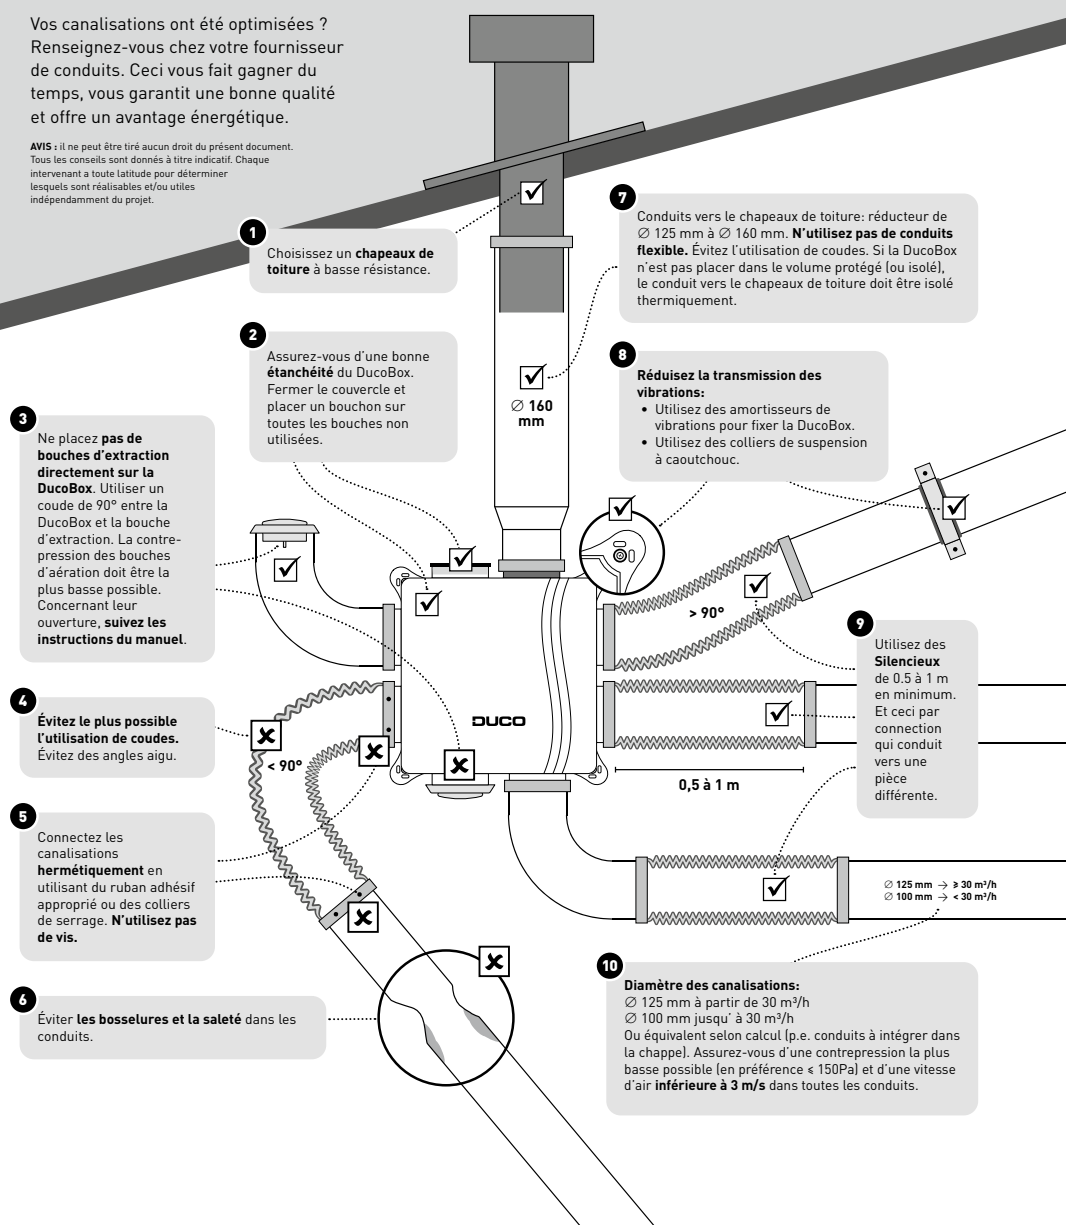 Vos canalisations ont été optimisées ?
Renseignez-vous chez votre fournisseur
de conduits. Ceci vous fait gagner du
temps, vous garantit une bonne qualité
et offre un avantage énergétique.
AVIS : il ne peut être tiré aucun droit du présent document.
Tous les conseils sont donnés à titre indicatif. Chaque
intervenant a toute latitude pour déterminer
lesquels sont réalisables et/ou utiles
indépendamment du projet.
1
Choisissez un chapeaux de
toiture à basse résistance.
2
Assurez-vous d'une bonne
étanchéité du DucoBox.
Fermer le couvercle et
placer un bouchon sur
toutes les bouches non
utilisées.
3
Ne placez pas de
bouches d'extraction
directement sur la
DucoBox. Utiliser un
coude de 90° entre la
DucoBox et la bouche
d'extraction. La contre-
pression des bouches
d'aération doit être la
plus basse possible.
Concernant leur
ouverture, suivez les
instructions du manuel.
4
Évitez le plus possible
l'utilisation de coudes.
Évitez des angles aigu.
5
Connectez les
canalisations
hermétiquement en
utilisant du ruban adhésif
approprié ou des colliers
de serrage. N'utilisez pas
de vis.
6
Éviter les bosselures et la saleté dans les
conduits.
7
Conduits vers le chapeaux de toiture: réducteur de
∅ 125 mm à ∅ 160 mm. N'utilisez pas de conduits
flexible. Évitez l'utilisation de coudes. Si la DucoBox
n'est pas placer dans le volume protégé (ou isolé),
le conduit vers le chapeaux de toiture doit être isolé
thermiquement.
8
Réduisez la transmission des
vibrations:
• Utilisez des amortisseurs de
vibrations pour fixer la DucoBox.
• Utilisez des colliers de suspension
à caoutchouc.
9
Utilisez des
Silencieux
de 0.5 à 1 m
en minimum.
Et ceci par
connection
qui conduit
vers une
pièce
différente.
10
Diamètre des canalisations:
∅ 125 mm à partir de 30 m³/h
∅ 100 mm jusqu' à 30 m³/h
Ou équivalent selon calcul (p.e. conduits à intégrer dans
la chappe). Assurez-vous d'une contrepression la plus
basse possible (en préférence ⩽ 150Pa) et d'une vitesse
d'air inférieure à 3 m/s dans toutes les conduits.
∅ 160
mm
> 90°
DUCO
< 90°
0,5 à 1 m
∅ 125 mm → ⩾ 30 m³/h
∅ 100 mm → < 30 m³/h